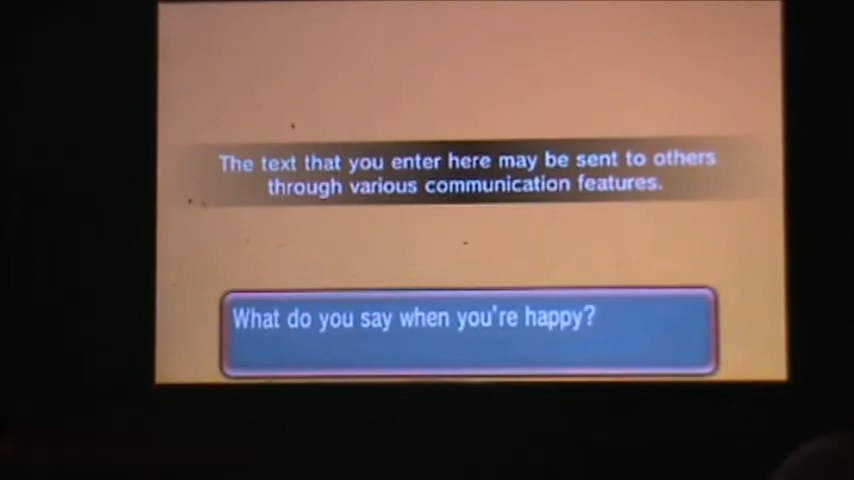 The text that you enter here may be sent to others
through various communication features.
What do you say when you're happy?